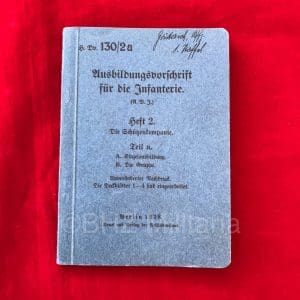 H. Dv. 130/2a
Ausbildungsvorschrift
für die Infanterie.
(A. V. I.)
Heft 2.
Die Schützenkompanie.
Teil a.
A. Einzelausbildung.
B. Die Gruppe.
Unveränderter Nachdruck.
Die Deckblätter 1–4 sind eingearbeitet.
Berlin